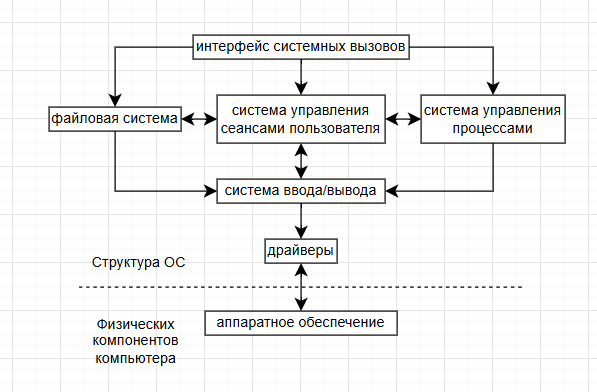 интерфейс системных вызовов
файловая система
система управления
сеансами пользователя
система управления
процессами
система ввода/вывода
драйверы
Структура ОС
аппаратное обеспечение
Физических
компонентов
компьютера